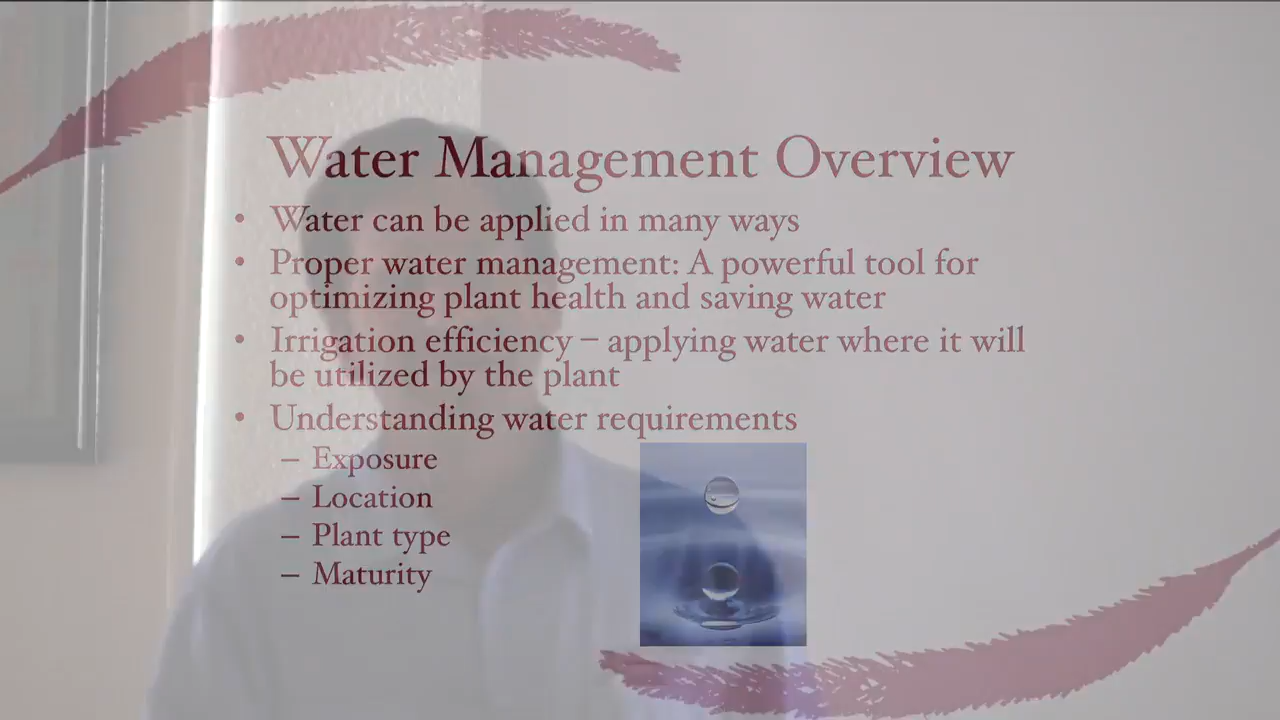 Water Management Overview
• Water can be applied in many ways
• Proper water management: A powerful tool for
optimizing plant health and saving water
• Irrigation efficiency – applying water where it will
be utilized by the plant
• Understanding water requirements
– Exposure
– Location
– Plant type
– Maturity